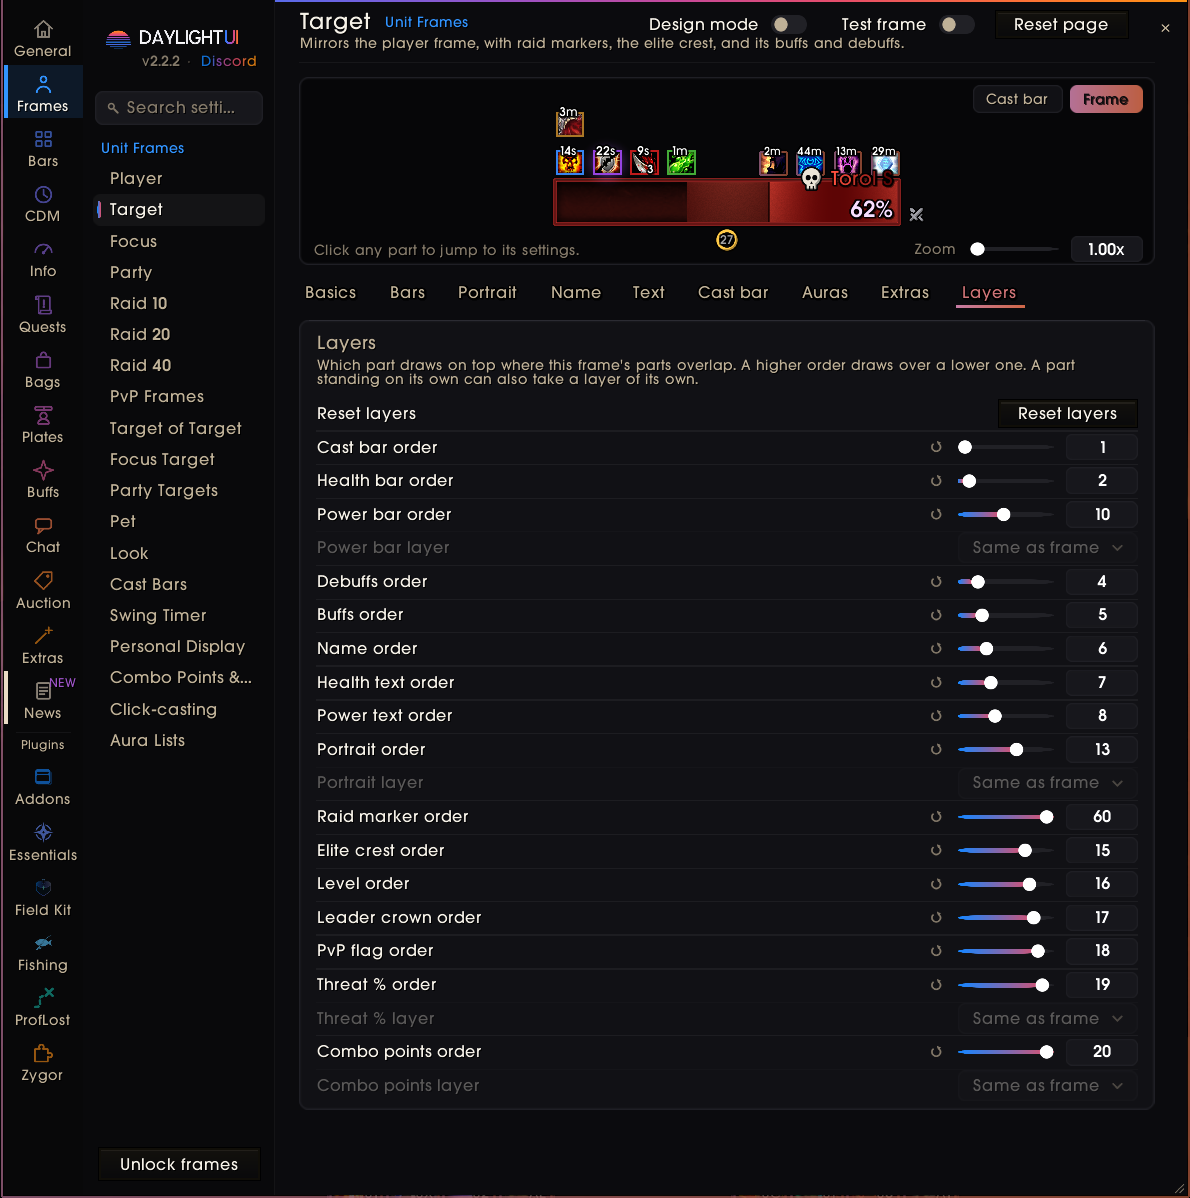 General
Frames
Bars
CDM
Info
Quests
Bags
Plates
Buffs
Chat
Auction
Extras
NEW
News
Plugins
Addons
Essentials
Field Kit
Fishing
ProfLost
Zygor
DAYLIGHTUI
v2.2.2 · Discord
Search setti...
Unit Frames
Player
Target
Focus
Party
Raid 10
Raid 20
Raid 40
PvP Frames
Target of Target
Focus Target
Party Targets
Pet
Look
Cast Bars
Swing Timer
Personal Display
Combo Points &...
Click-casting
Aura Lists
Unlock frames
Target Unit Frames Design mode Test frame Reset page
Mirrors the player frame, with raid markers, the elite crest, and its buffs and debuffs.
Cast bar Frame
3m
14s 22s 9s 1m 2m 44m 13m 29m
3
62%
27
Click any part to jump to its settings. Zoom 1.00x
Basics Bars Portrait Name Text Cast bar Auras Extras Layers
Layers
Which part draws on top where this frame's parts overlap. A higher order draws over a lower one. A part
standing on its own can also take a layer of its own.
Reset layers Reset layers
Cast bar order 1
Health bar order 2
Power bar order 10
Power bar layer Same as frame
Debuffs order 4
Buffs order 5
Name order 6
Health text order 7
Power text order 8
Portrait order 13
Portrait layer Same as frame
Raid marker order 60
Elite crest order 15
Level order 16
Leader crown order 17
PvP flag order 18
Threat % order 19
Threat % layer Same as frame
Combo points order 20
Combo points layer Same as frame